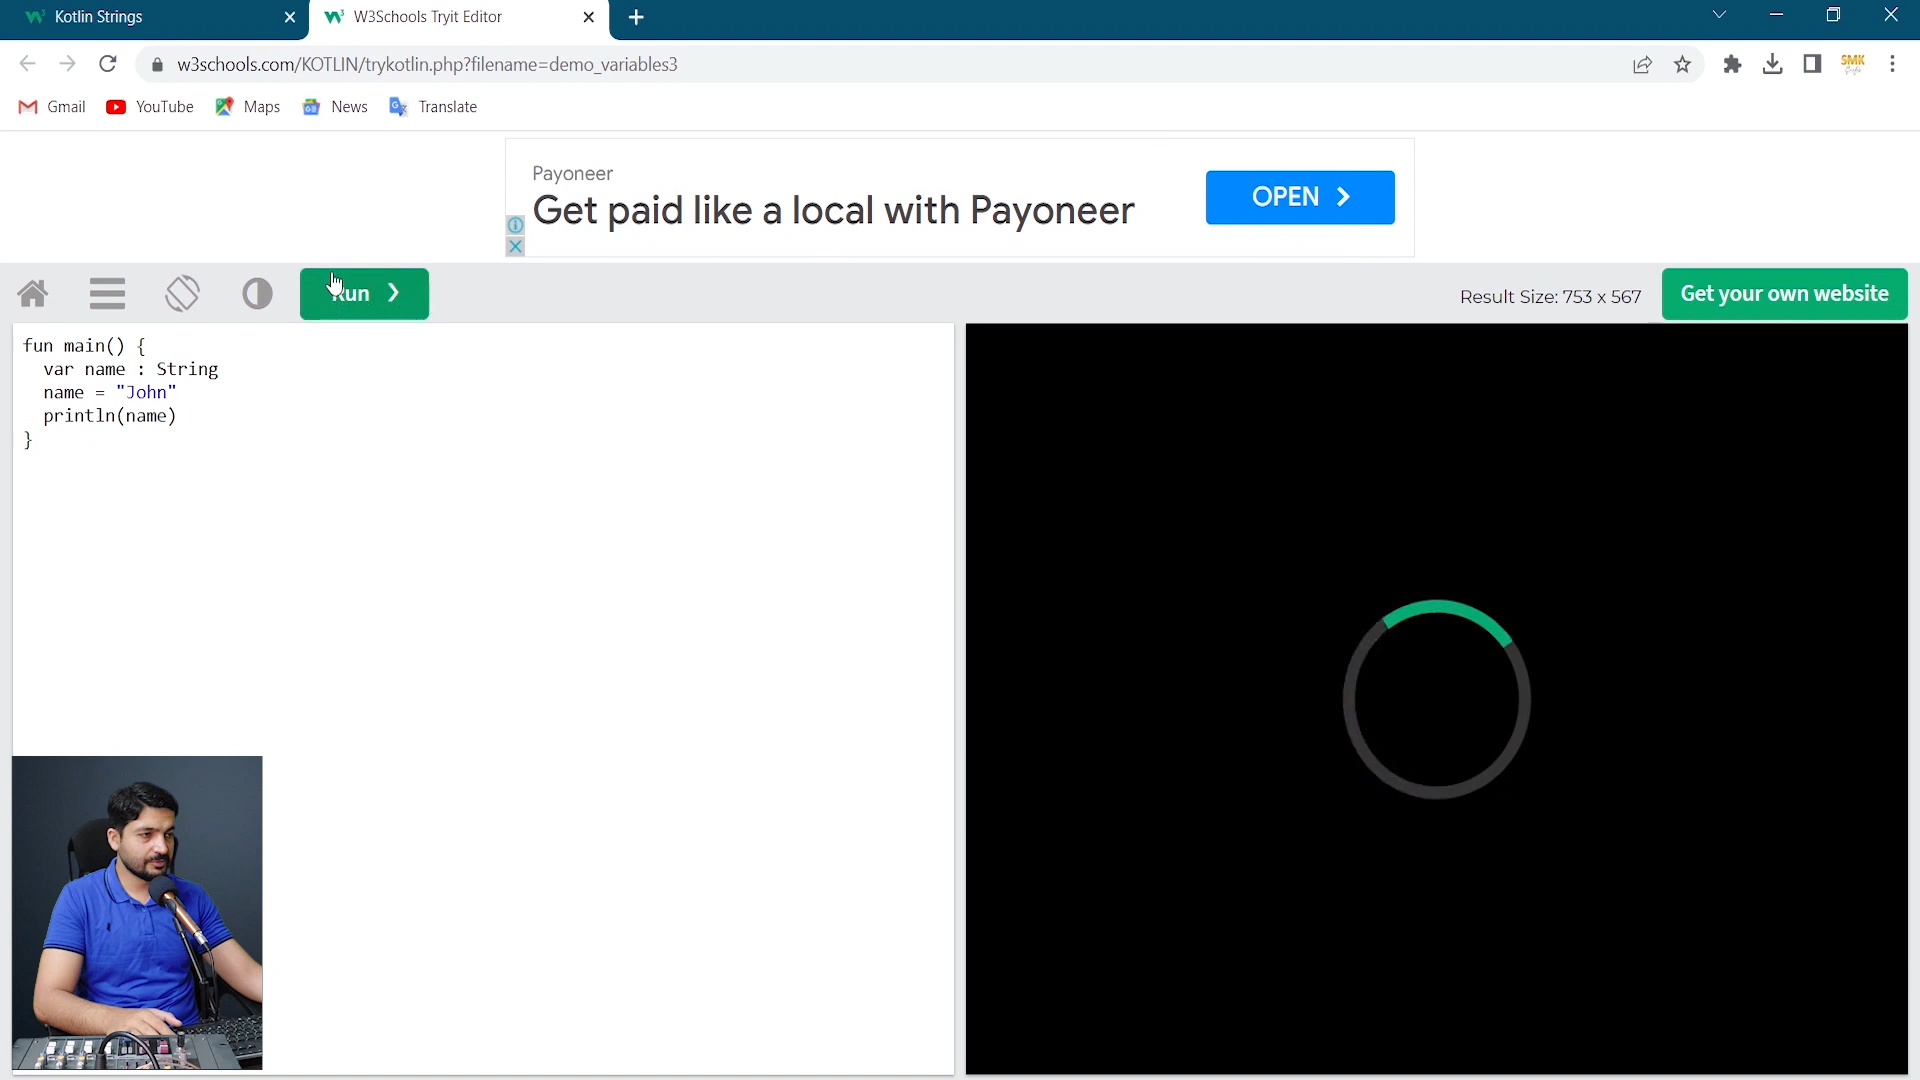 Kotlin Strings
W3Schools Tryit Editor
w3schools.com/KOTLIN/trykotlin.php?filename=demo_variables3
SMK
Gmail
YouTube
Maps
News
Translate
Payoneer
Get paid like a local with Payoneer
OPEN
Run
Result Size: 753 x 567
Get your own website
fun main() {
var name : String
name = "John"
println(name)
}